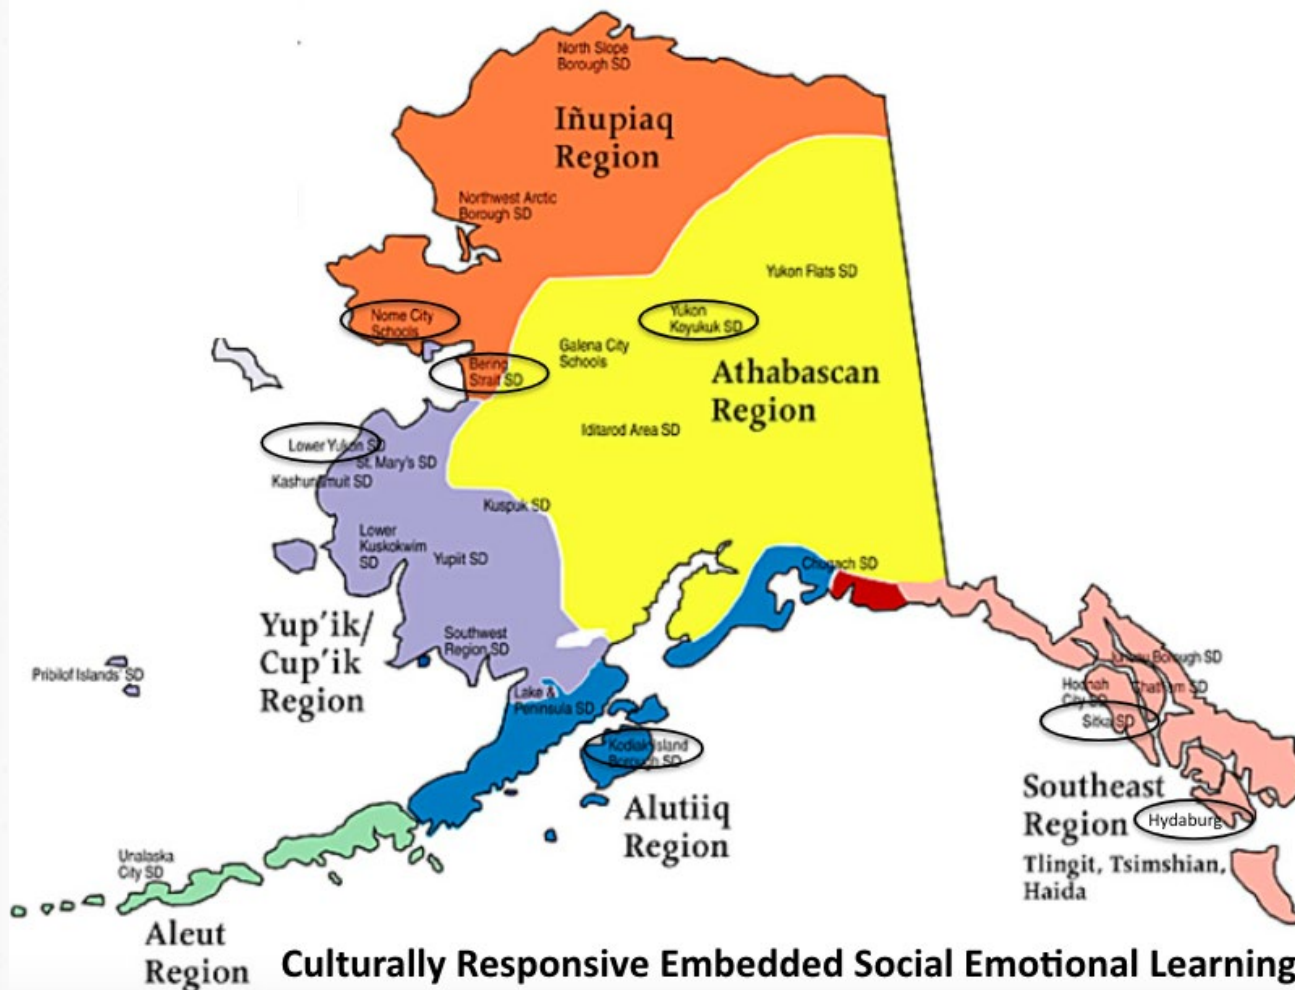 North Slope
Borough SD
Iñupiaq
Region
Northwest Arctic
Borough SD
Yukon Flats SD
Nome City
Schools
Yukon
Koyukuk SD
Galena City
Schools
Bering
Strait SD
Athabascan
Region
Iditarod Area SD
Lower Yukon SD
St. Mary's SD
Kashunamuit SD
Kuspuk SD
Lower
Kuskokwim
SD
Yupiit SD
Chugach SD
Yup'ik/
Cup'ik
Region
Southwest
Region SD
Pribilof Islands' SD
Lake &
Peninsula SD
Juneau Borough SD
Hoonah
City SD
Chatham SD
Sitka SD
Kodiak Island
Borough SD
Alutiiq
Region
Southeast
Region
Hydaburg
Tlingit, Tsimshian,
Haida
Unalaska
City SD
Aleut
Region
Culturally Responsive Embedded Social Emotional Learning